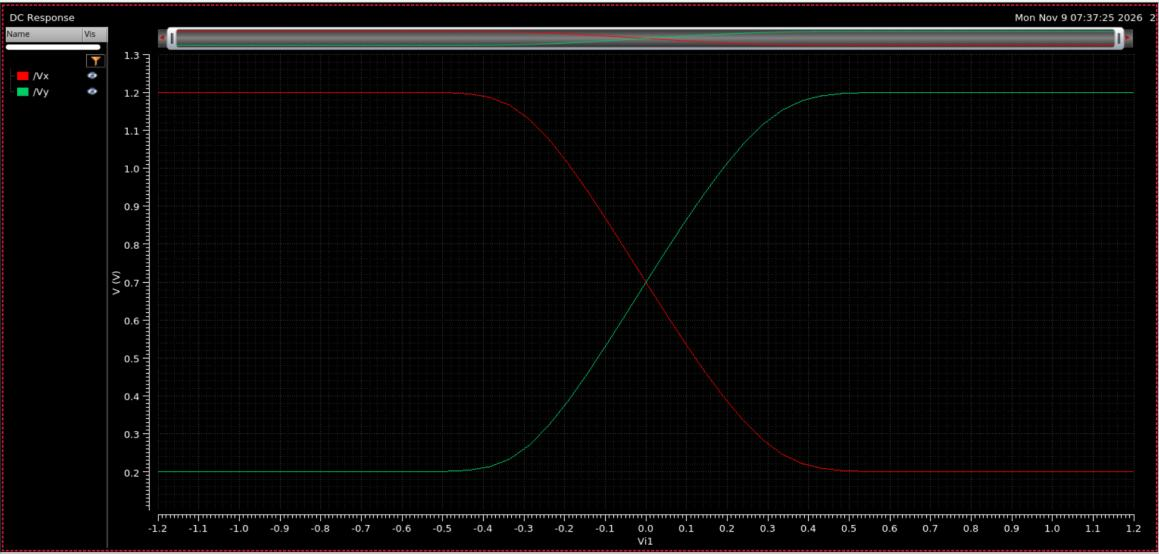 DC Response
Mon Nov 9 07:37:25 2026 2
Name Vis
/Vx
/Vy
1.3
1.2
1.1
1.0
0.9
0.8
0.7
0.6
0.5
0.4
0.3
0.2
V (V)
-1.2 -1.1 -1.0 -0.9 -0.8 -0.7 -0.6 -0.5 -0.4 -0.3 -0.2 -0.1 0.0 0.1 0.2 0.3 0.4 0.5 0.6 0.7 0.8 0.9 1.0 1.1 1.2
Vi1